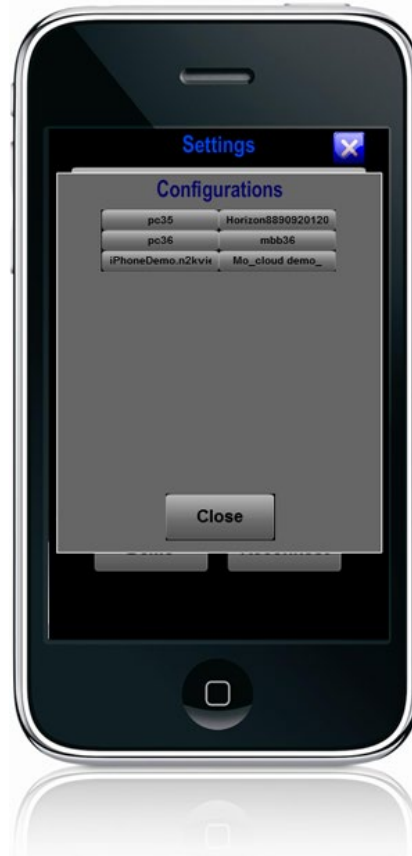 Settings
Configurations
pc35 Horizon8890920120
pc36 mbb36
iPhoneDemo.n2kvie Mo_cloud demo_
Close